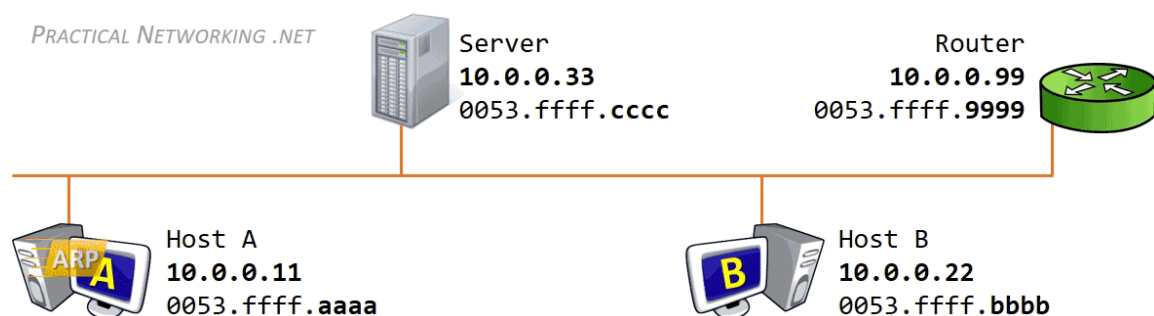 PRACTICAL NETWORKING .NET
Server
10.0.0.33
0053.ffff.cccc
Router
10.0.0.99
0053.ffff.9999
ARP
A
Host A
10.0.0.11
0053.ffff.aaaa
B
Host B
10.0.0.22
0053.ffff.bbbb